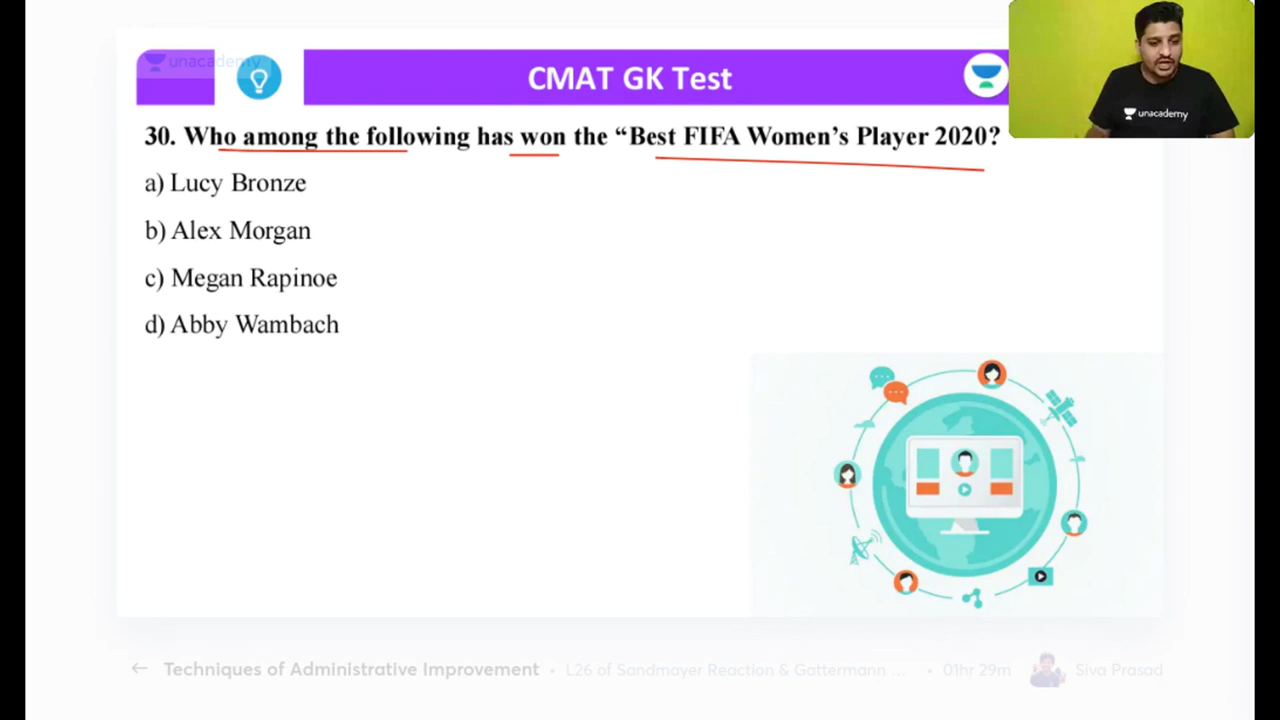 unacademy
CMAT GK Test
unacademy
30. Who among the following has won the “Best FIFA Women’s Player 2020?
a) Lucy Bronze
b) Alex Morgan
c) Megan Rapinoe
d) Abby Wambach
Techniques of Administrative Improvement • L26 of Sandmayer Reaction & Gattermann ... • 01hr 29m Siva Prasad